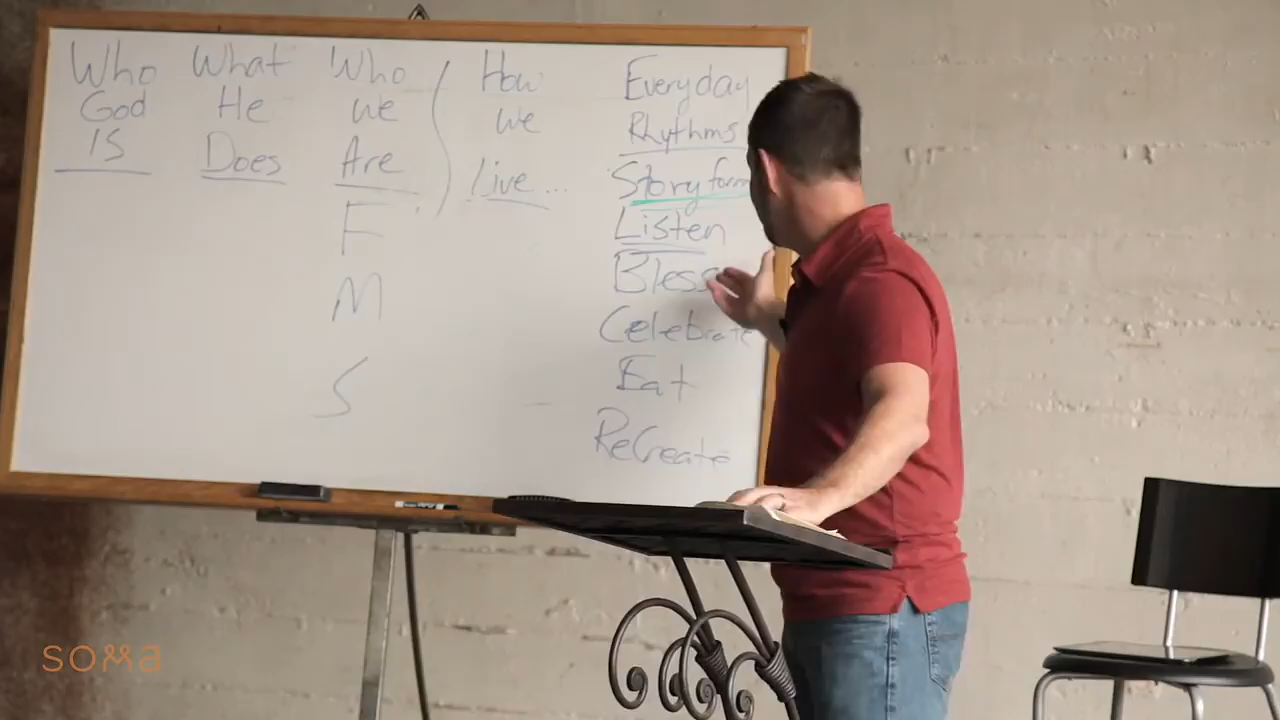 Who
God
IS
What
He
Does
Who
we
Are
F
M
S
How
we
Live...
Everyday
Rhythms
Story form
Listen
Bless
Celebrate
Eat
ReCreate
soma